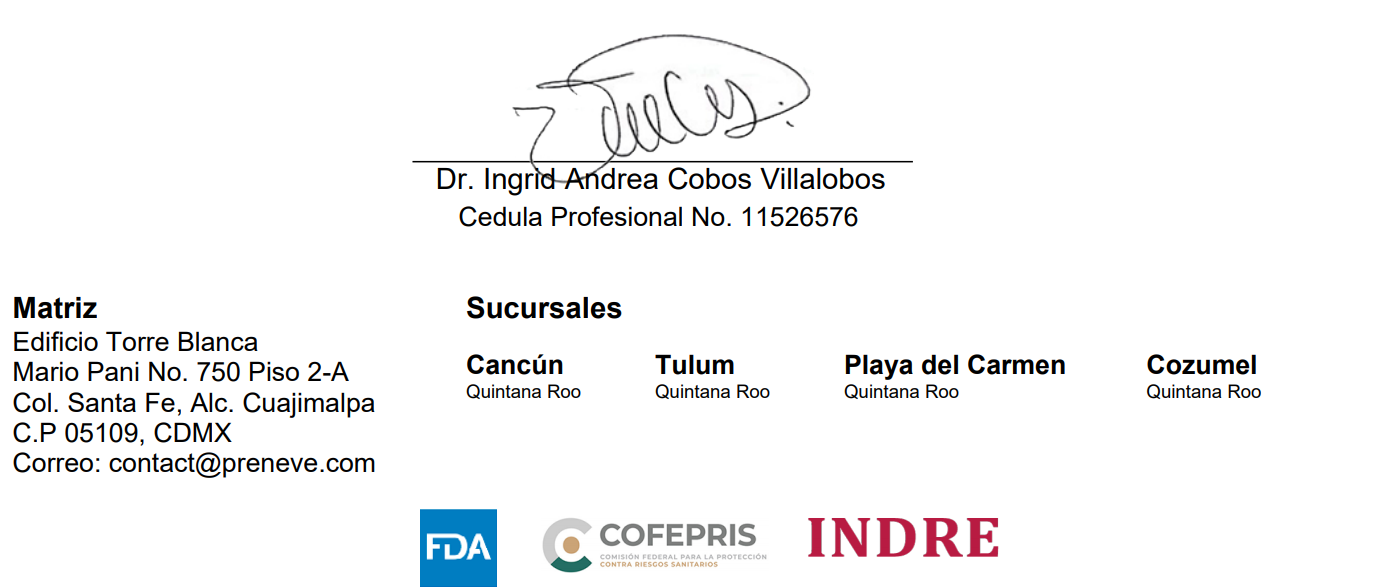 Dr. Ingrid Andrea Cobos Villalobos
Cedula Profesional No. 11526576
Matriz
Edificio Torre Blanca
Mario Pani No. 750 Piso 2-A
Col. Santa Fe, Alc. Cuajimalpa
C.P 05109, CDMX
Correo: contact@preneve.com
Sucursales
Cancún
Quintana Roo
Tulum
Quintana Roo
Playa del Carmen
Quintana Roo
Cozumel
Quintana Roo
FDA
COFEPRIS
COMISIÓN FEDERAL PARA LA PROTECCIÓN
CONTRA RIESGOS SANITARIOS
INDRE